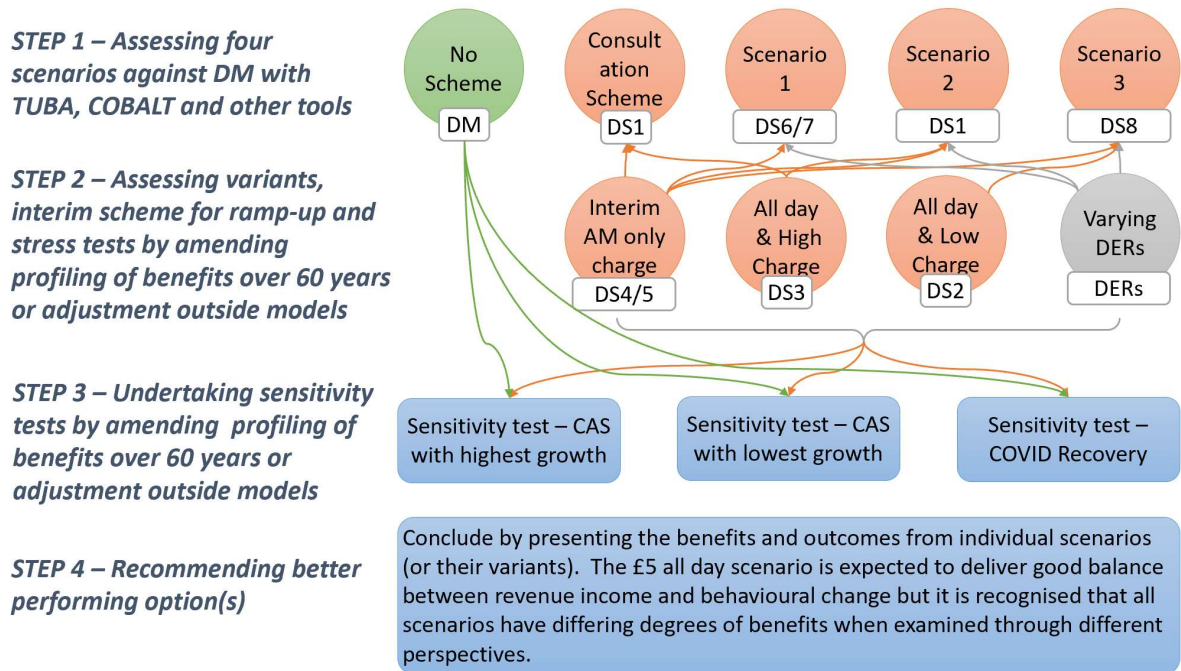 STEP 1 – Assessing four
scenarios against DM with
TUBA, COBALT and other tools
No
Scheme
DM
Consult
ation
Scheme
DS1
Scenario
1
DS6/7
Scenario
2
DS1
Scenario
3
DS8
STEP 2 – Assessing variants,
interim scheme for ramp-up and
stress tests by amending
profiling of benefits over 60 years
or adjustment outside models
Interim
AM only
charge
DS4/5
All day
& High
Charge
DS3
All day
& Low
Charge
DS2
Varying
DERs
DERs
STEP 3 – Undertaking sensitivity
tests by amending profiling of
benefits over 60 years or
adjustment outside models
Sensitivity test – CAS
with highest growth
Sensitivity test – CAS
with lowest growth
Sensitivity test –
COVID Recovery
STEP 4 – Recommending better
performing option(s)
Conclude by presenting the benefits and outcomes from individual scenarios
(or their variants). The £5 all day scenario is expected to deliver good balance
between revenue income and behavioural change but it is recognised that all
scenarios have differing degrees of benefits when examined through different
perspectives.